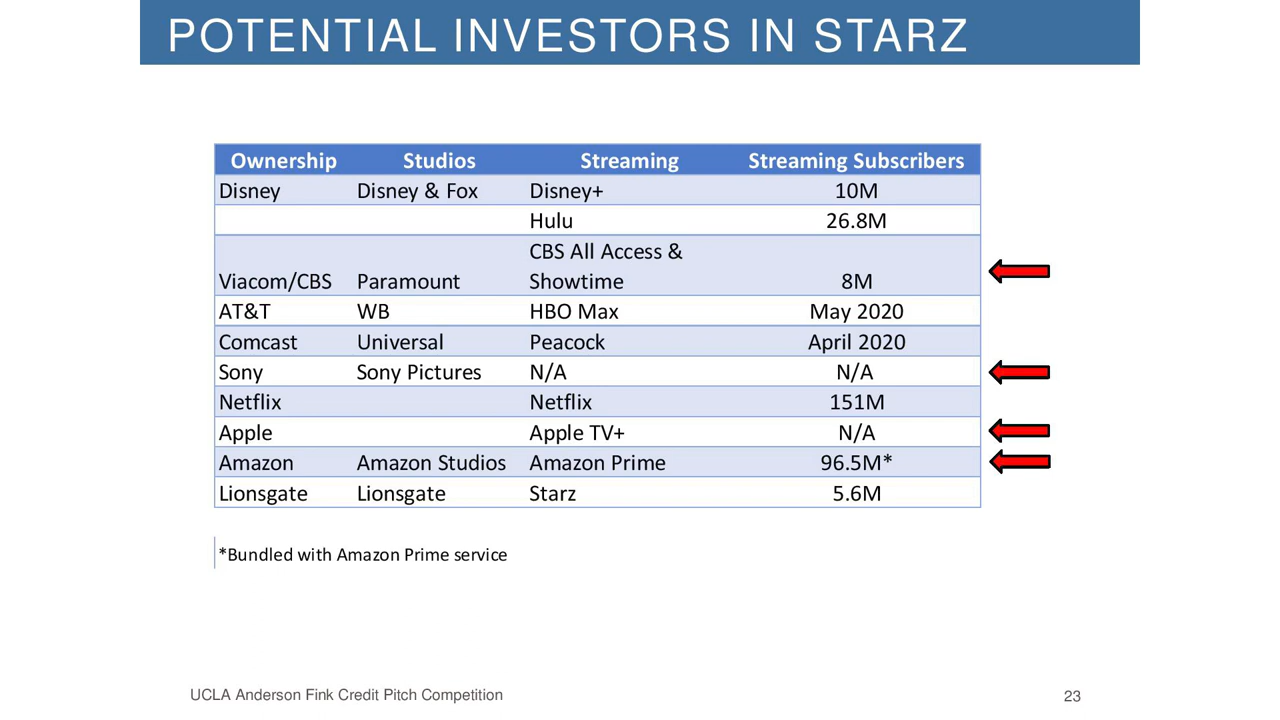 POTENTIAL INVESTORS IN STARZ
Ownership Studios Streaming Streaming Subscribers
Disney Disney & Fox Disney+ 10M
Hulu 26.8M
CBS All Access &
Viacom/CBS Paramount Showtime 8M
AT&T WB HBO Max May 2020
Comcast Universal Peacock April 2020
Sony Sony Pictures N/A N/A
Netflix Netflix 151M
Apple Apple TV+ N/A
Amazon Amazon Studios Amazon Prime 96.5M*
Lionsgate Lionsgate Starz 5.6M
*Bundled with Amazon Prime service
UCLA Anderson Fink Credit Pitch Competition 23